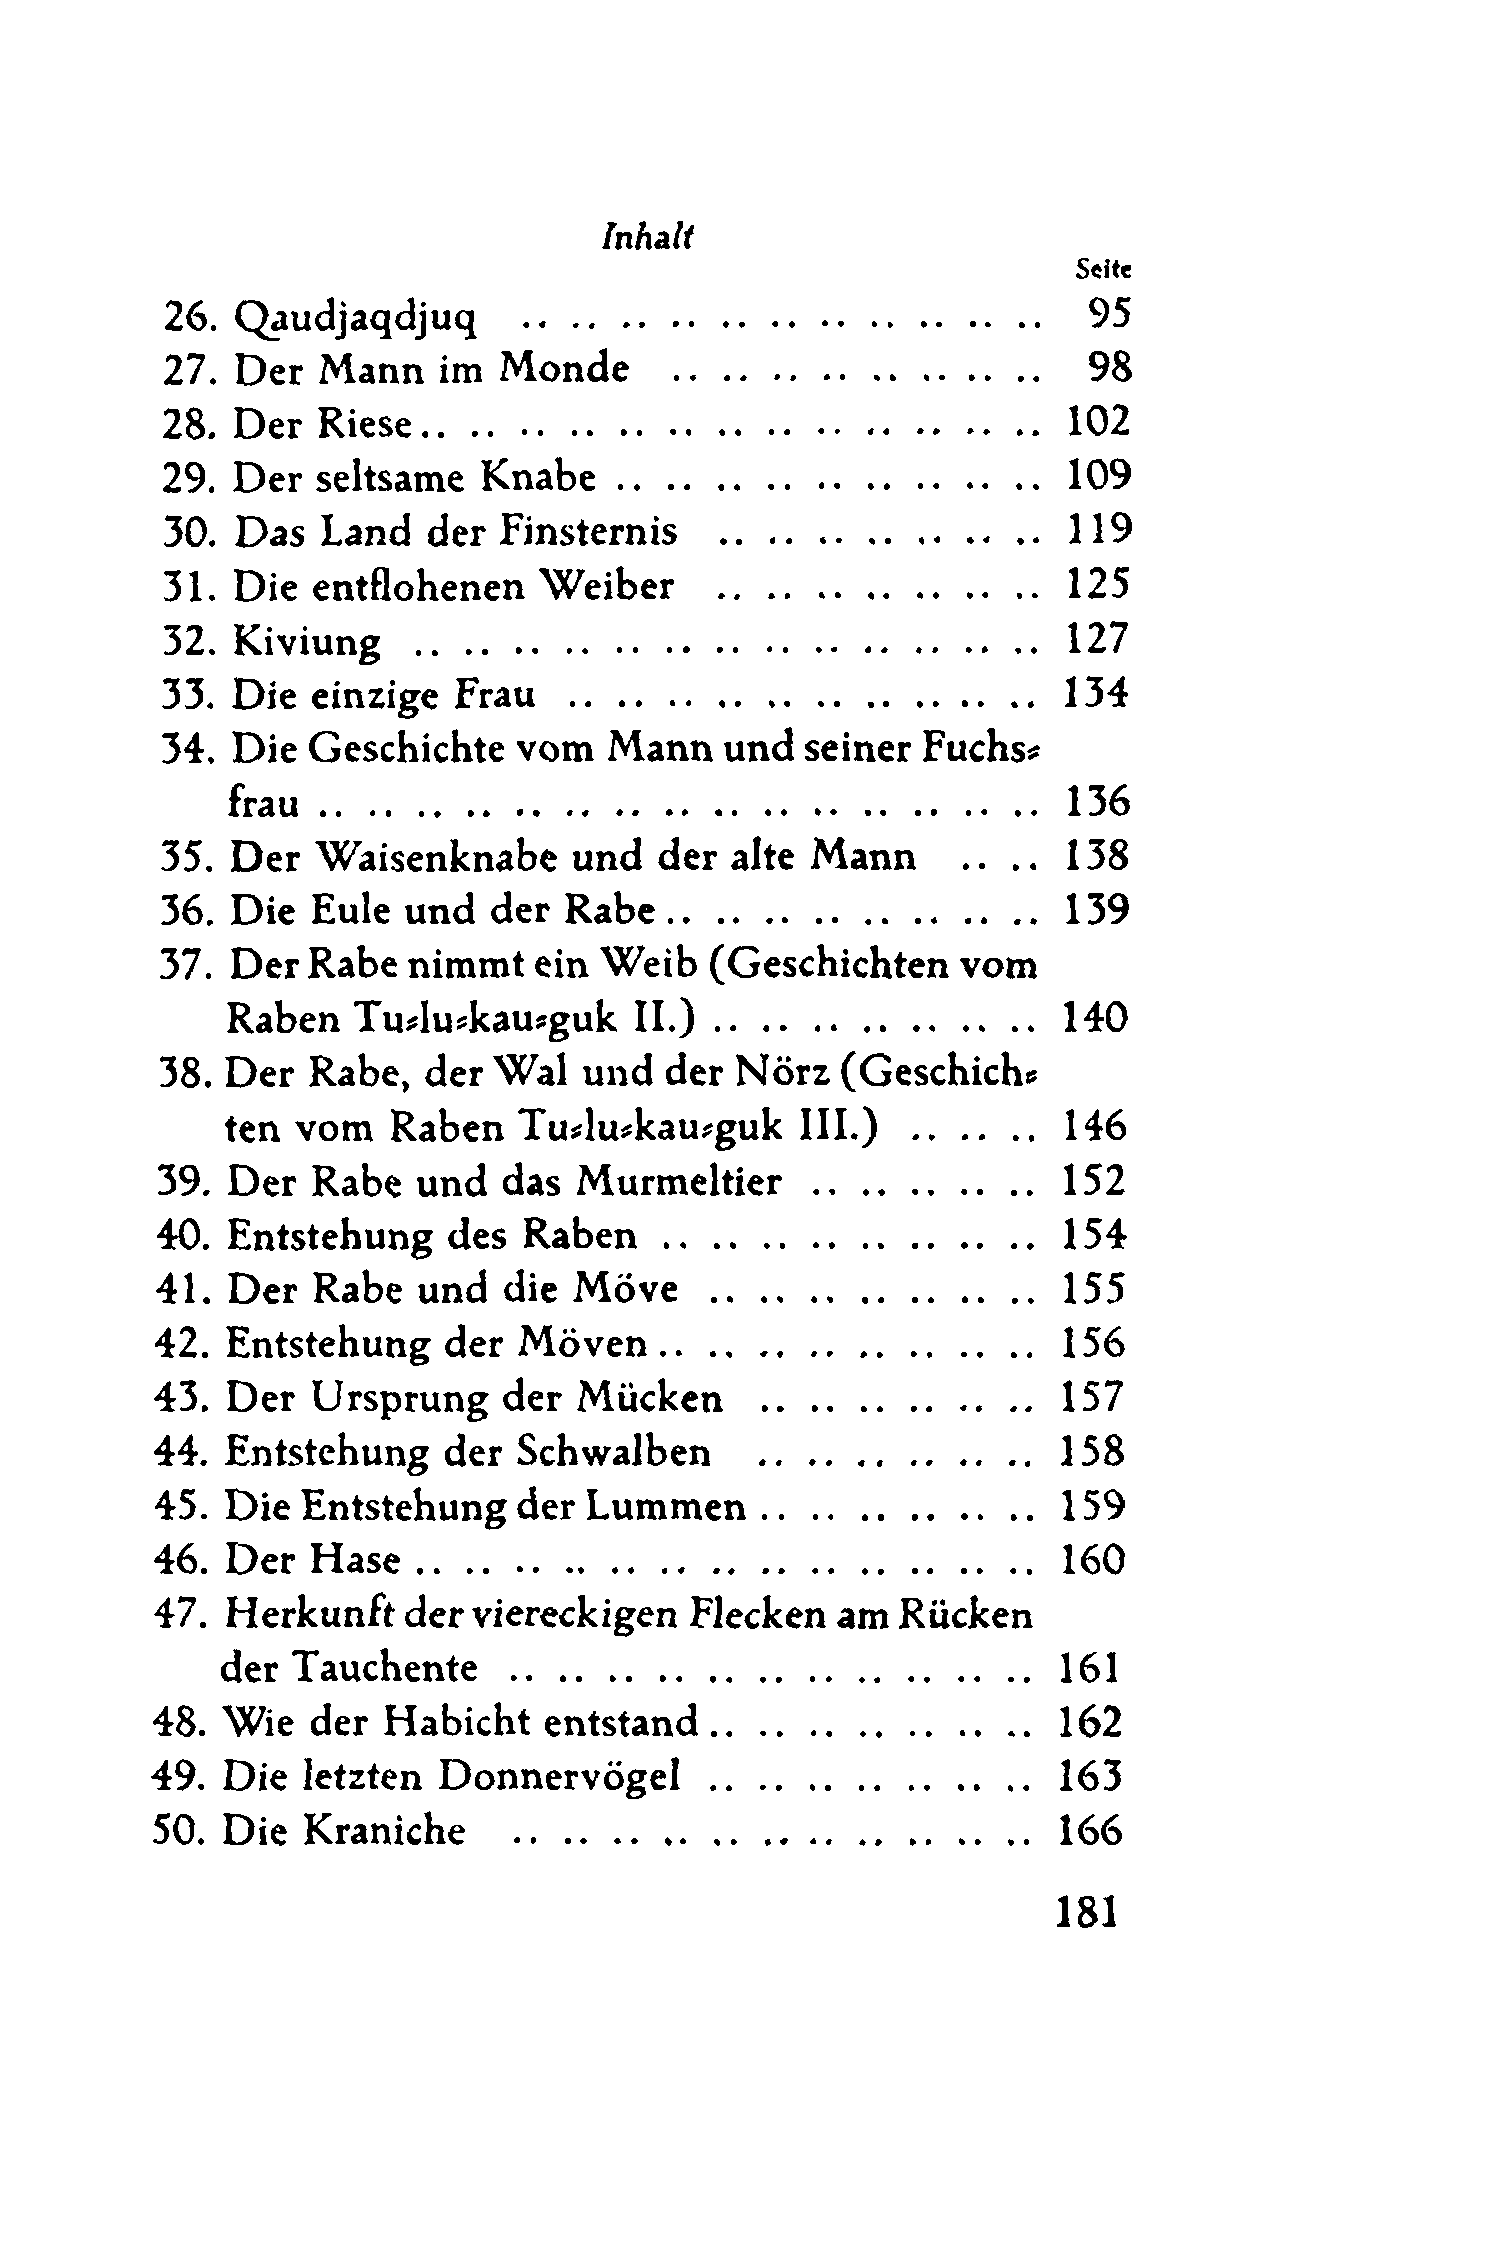 Inhalt
Seite
26. Qaudjaqdjuq .. .. .. .. .. .. .. .. .. .. .. 95
27. Der Mann im Monde .. .. .. .. .. .. .. .. 98
28. Der Riese.. .. .. .. .. .. .. .. .. .. .. .. .. 102
29. Der seltsame Knabe .. .. .. .. .. .. .. .. .. 109
30. Das Land der Finsternis .. .. .. .. .. .. .. 119
31. Die entflohenen Weiber .. .. .. .. .. .. .. 125
32. Kiviung .. .. .. .. .. .. .. .. .. .. .. .. .. 127
33. Die einzige Frau .. .. .. .. .. .. .. .. .. .. 134
34. Die Geschichte vom Mann und seiner Fuchs-
frau .. .. .. .. .. .. .. .. .. .. .. .. .. .. .. 136
35. Der Waisenknabe und der alte Mann .. .. 138
36. Die Eule und der Rabe.. .. .. .. .. .. .. .. 139
37. Der Rabe nimmt ein Weib (Geschichten vom
Raben Tu-lu-kau-guk II.) .. .. .. .. .. .. .. 140
38. Der Rabe, der Wal und der Nörz (Geschich-
ten vom Raben Tu-lu-kau-guk III.) .. .. .. 146
39. Der Rabe und das Murmeltier .. .. .. .. .. 152
40. Entstehung des Raben .. .. .. .. .. .. .. .. 154
41. Der Rabe und die Möve .. .. .. .. .. .. .. 155
42. Entstehung der Möven.. .. .. .. .. .. .. .. 156
43. Der Ursprung der Mücken .. .. .. .. .. .. 157
44. Entstehung der Schwalben .. .. .. .. .. .. 158
45. Die Entstehung der Lummen .. .. .. .. .. .. 159
46. Der Hase .. .. .. .. .. .. .. .. .. .. .. .. .. 160
47. Herkunft der viereckigen Flecken am Rücken
der Tauchente .. .. .. .. .. .. .. .. .. .. .. 161
48. Wie der Habicht entstand.. .. .. .. .. .. .. 162
49. Die letzten Donnervögel .. .. .. .. .. .. .. 163
50. Die Kraniche .. .. .. .. .. .. .. .. .. .. .. 166
181